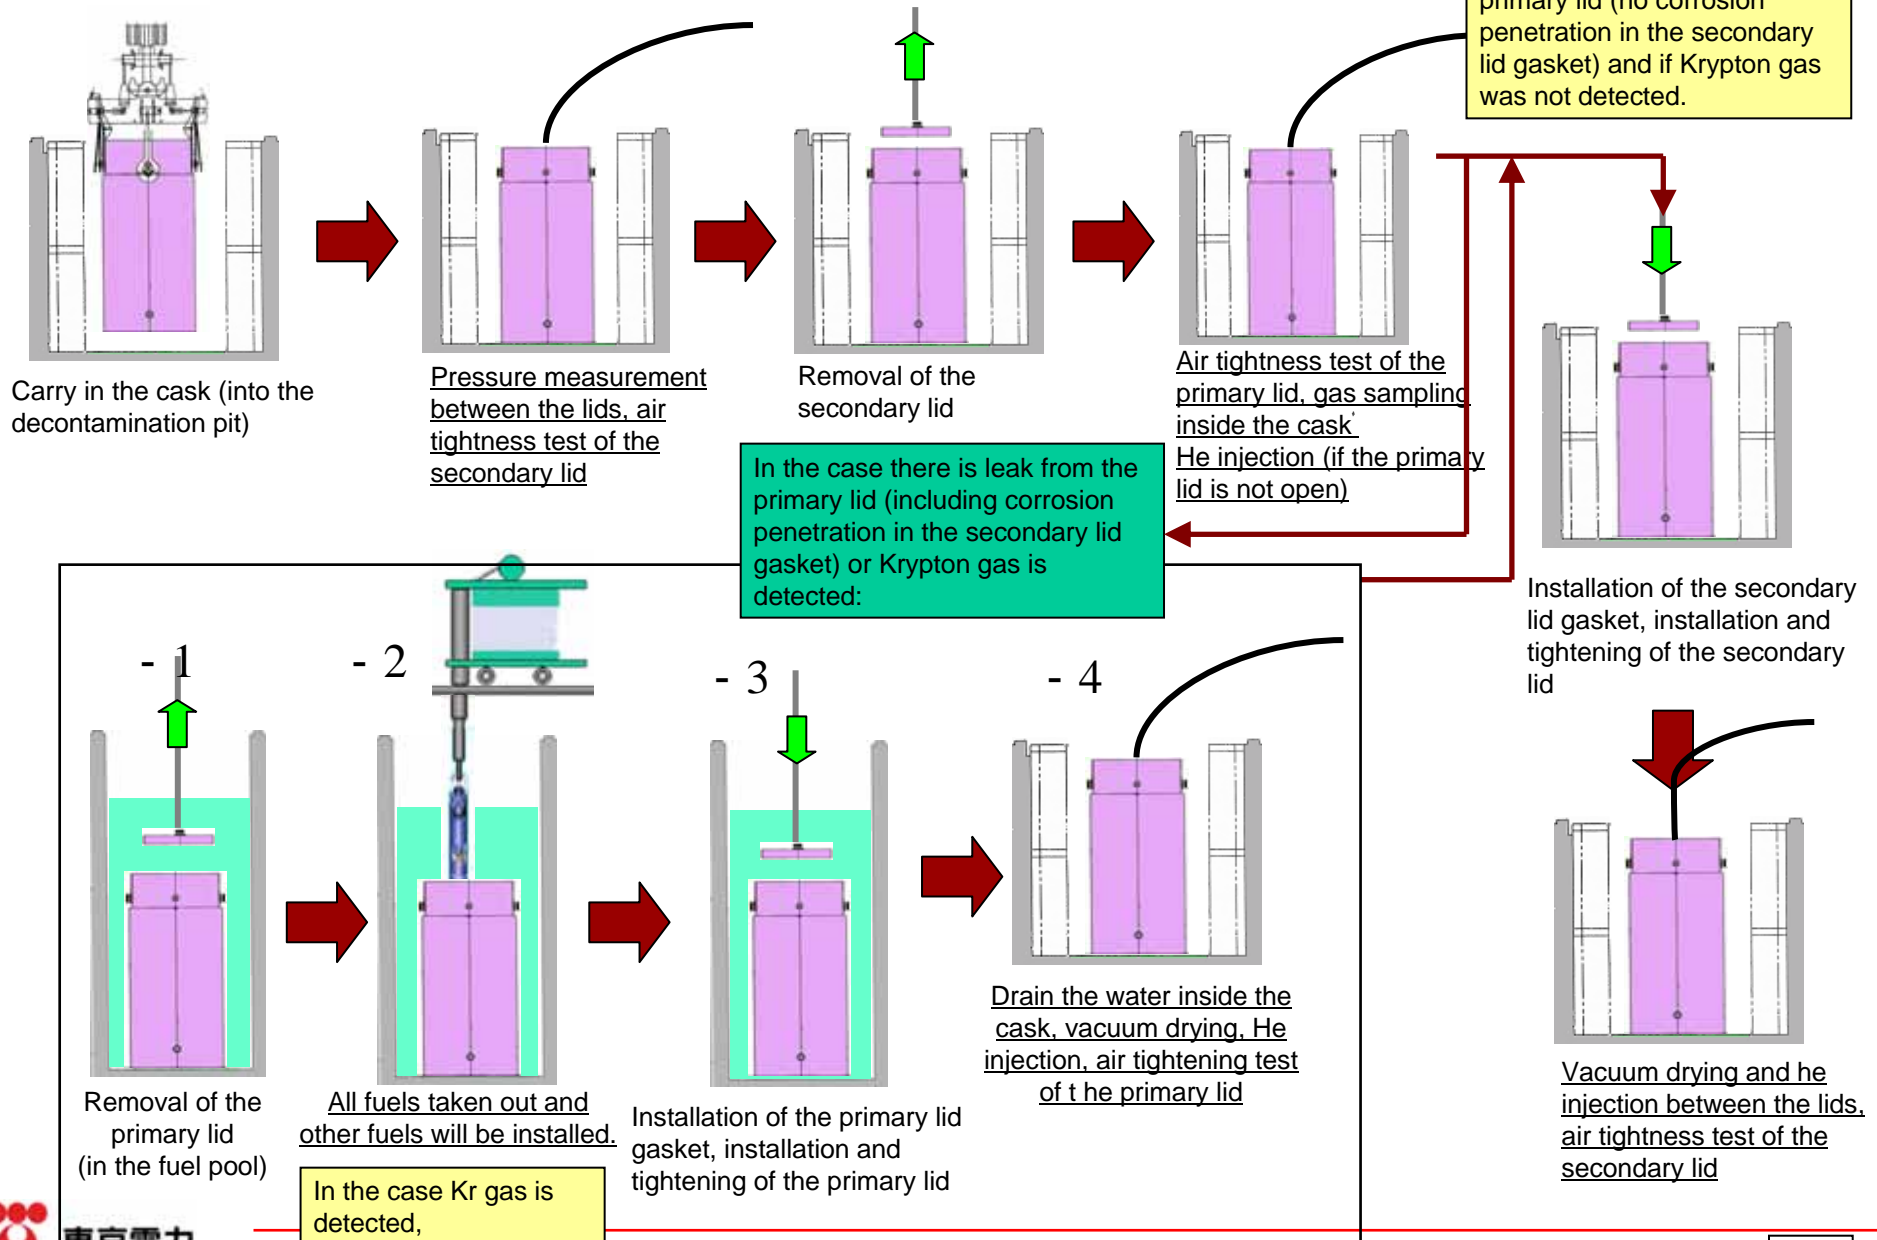 primary lid (no corrosion
penetration in the secondary
lid gasket) and if Krypton gas
was not detected.
Carry in the cask (into the
decontamination pit)
Pressure measurement
between the lids, air
tightness test of the
secondary lid
Removal of the
secondary lid
Air tightness test of the
primary lid, gas sampling
inside the cask
He injection (if the primary
lid is not open)
In the case there is leak from the
primary lid (including corrosion
penetration in the secondary lid
gasket) or Krypton gas is
detected:
Installation of the secondary
lid gasket, installation and
tightening of the secondary
lid
- 1
- 2
- 3
- 4
Removal of the
primary lid
(in the fuel pool)
All fuels taken out and
other fuels will be installed.
Installation of the primary lid
gasket, installation and
tightening of the primary lid
Drain the water inside the
cask, vacuum drying, He
injection, air tightening test
of t he primary lid
Vacuum drying and he
injection between the lids,
air tightness test of the
secondary lid
In the case Kr gas is
detected,
東京電力